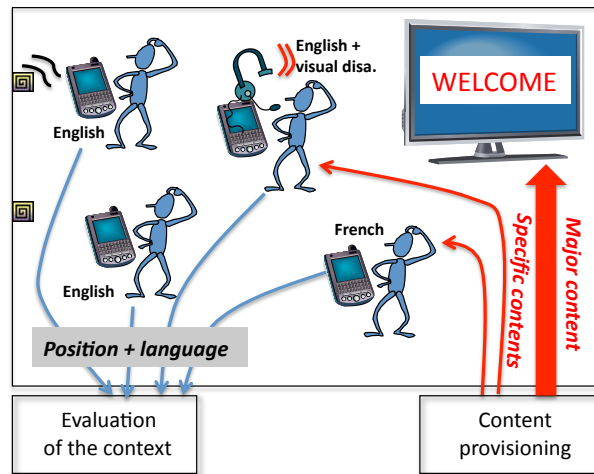 English +
visual disa.
WELCOME
English
English
French
Specific contents
Major content
Position + language
Evaluation
of the context
Content
provisioning